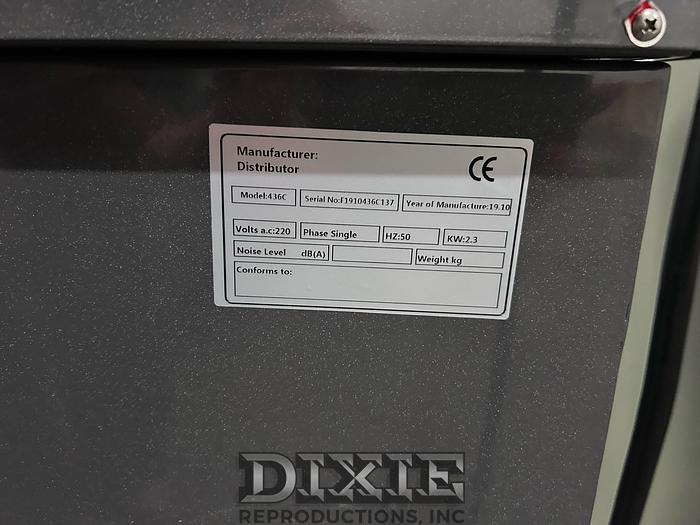 Manufacturer:
Distributor
CE
Model:436C Serial No:F1910436C137 Year of Manufacture:19.10
Volts a.c:220 Phase Single HZ:50 KW:2.3
Noise Level dB(A) Weight kg
Conforms to:
DIXIE
REPRODUCTIONS, INC